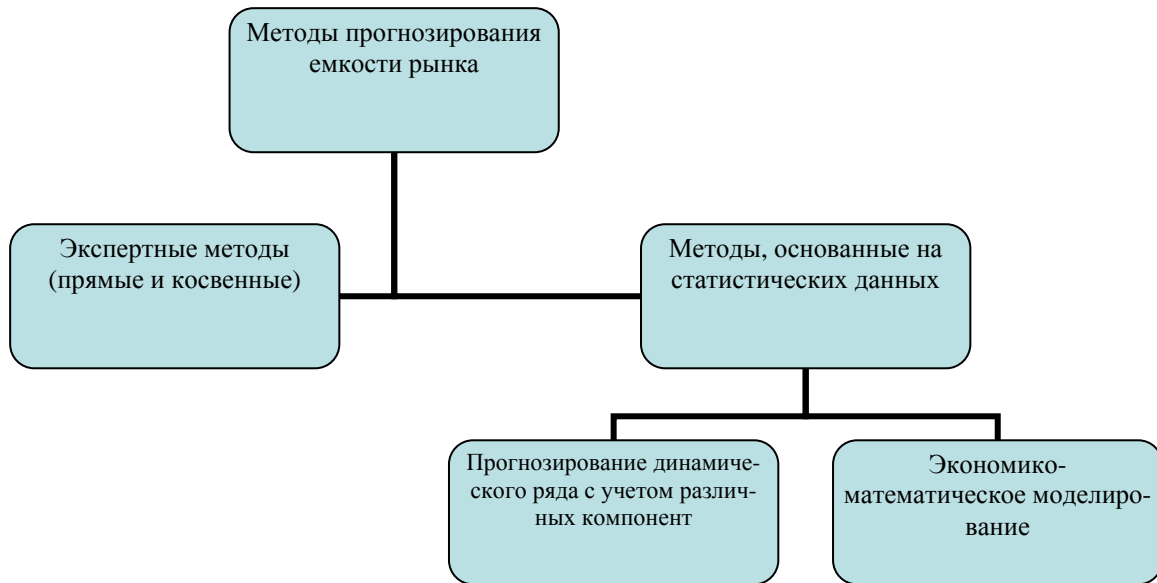 Методы прогнозирования
емкости рынка
Экспертные методы
(прямые и косвенные)
Методы, основанные на
статистических данных
Прогнозирование динамиче-
ского ряда с учетом различ-
ных компонент
Экономико-
математическое моделиро-
вание